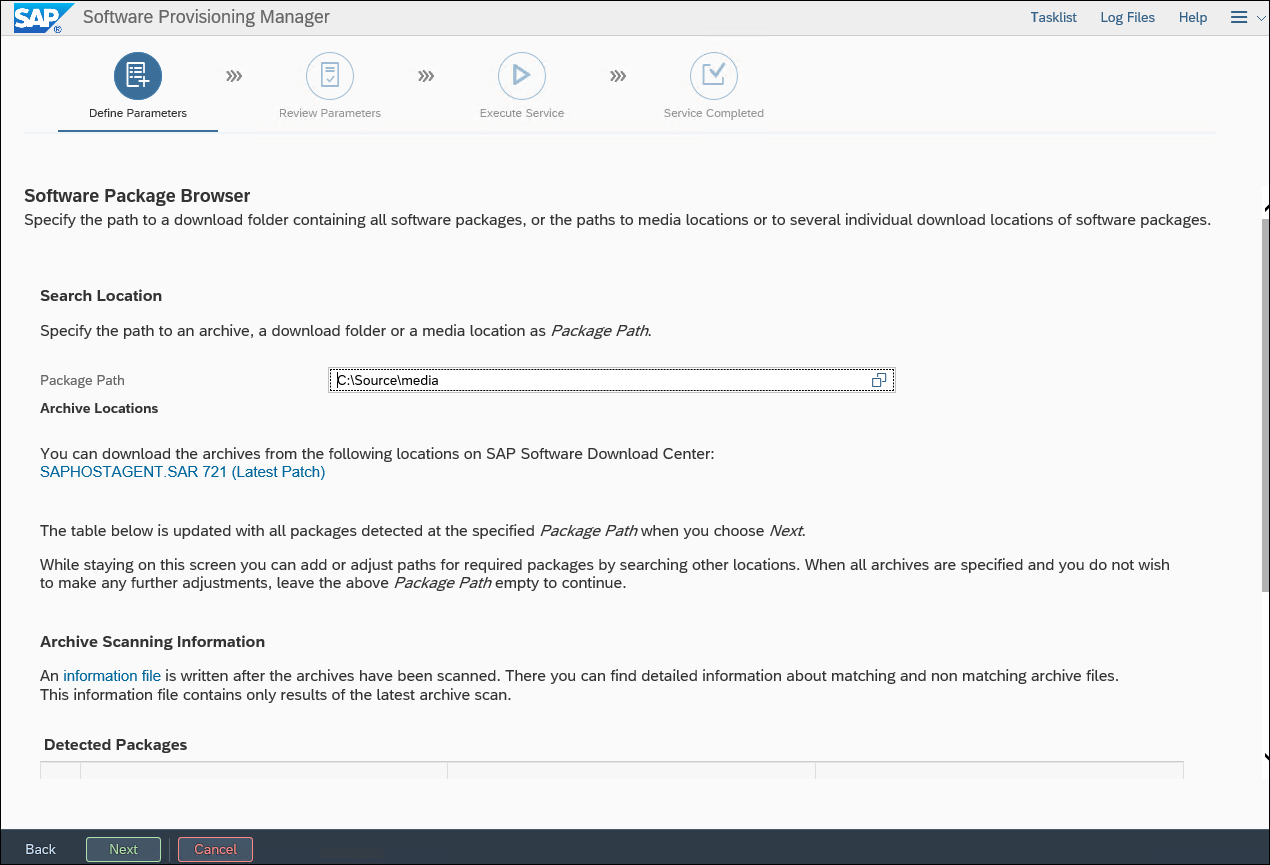 SAP ® Software Provisioning Manager Tasklist Log Files Help
Define Parameters Review Parameters Execute Service Service Completed
Software Package Browser
Specify the path to a download folder containing all software packages, or the paths to media locations or to several individual download locations of software packages.
Search Location
Specify the path to an archive, a download folder or a media location as Package Path.
Package Path C:\Source\media
Archive Locations
You can download the archives from the following locations on SAP Software Download Center:
SAPHOSTAGENT.SAR 721 (Latest Patch)
The table below is updated with all packages detected at the specified Package Path when you choose Next.
While staying on this screen you can add or adjust paths for required packages by searching other locations. When all archives are specified and you do not wish
to make any further adjustments, leave the above Package Path empty to continue.
Archive Scanning Information
An information file is written after the archives have been scanned. There you can find detailed information about matching and non matching archive files.
This information file contains only results of the latest archive scan.
Detected Packages
Back Next Cancel